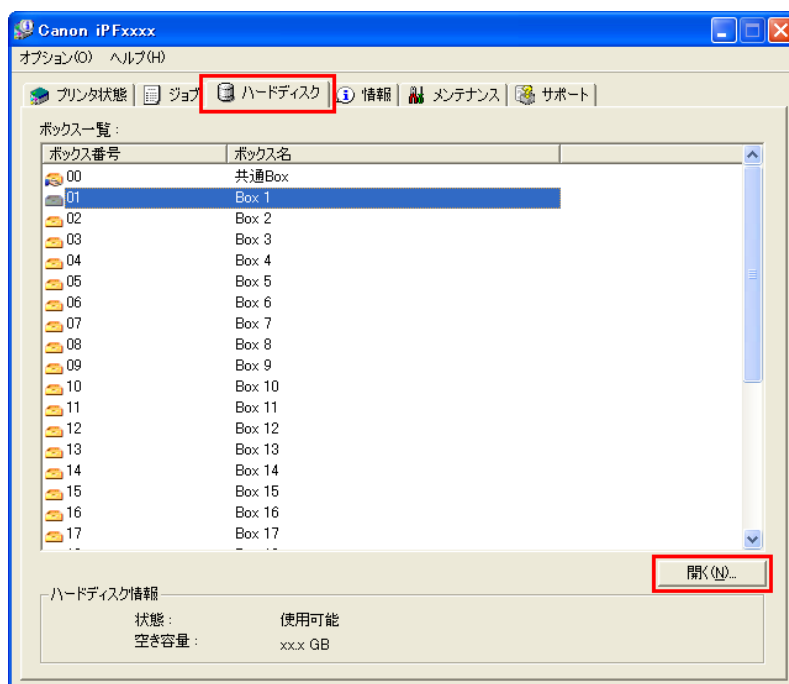 Canon iPFxxxx
オプション(O) ヘルプ(H)
プリンタ状態 ジョブ ハードディスク 情報 メンテナンス サポート
ボックス一覧 :
ボックス番号 ボックス名
00 共通Box
01 Box 1
02 Box 2
03 Box 3
04 Box 4
05 Box 5
06 Box 6
07 Box 7
08 Box 8
09 Box 9
10 Box 10
11 Box 11
12 Box 12
13 Box 13
14 Box 14
15 Box 15
16 Box 16
17 Box 17
開く(N)...
ハードディスク情報
状態 : 使用可能
空き容量 : xx.x GB